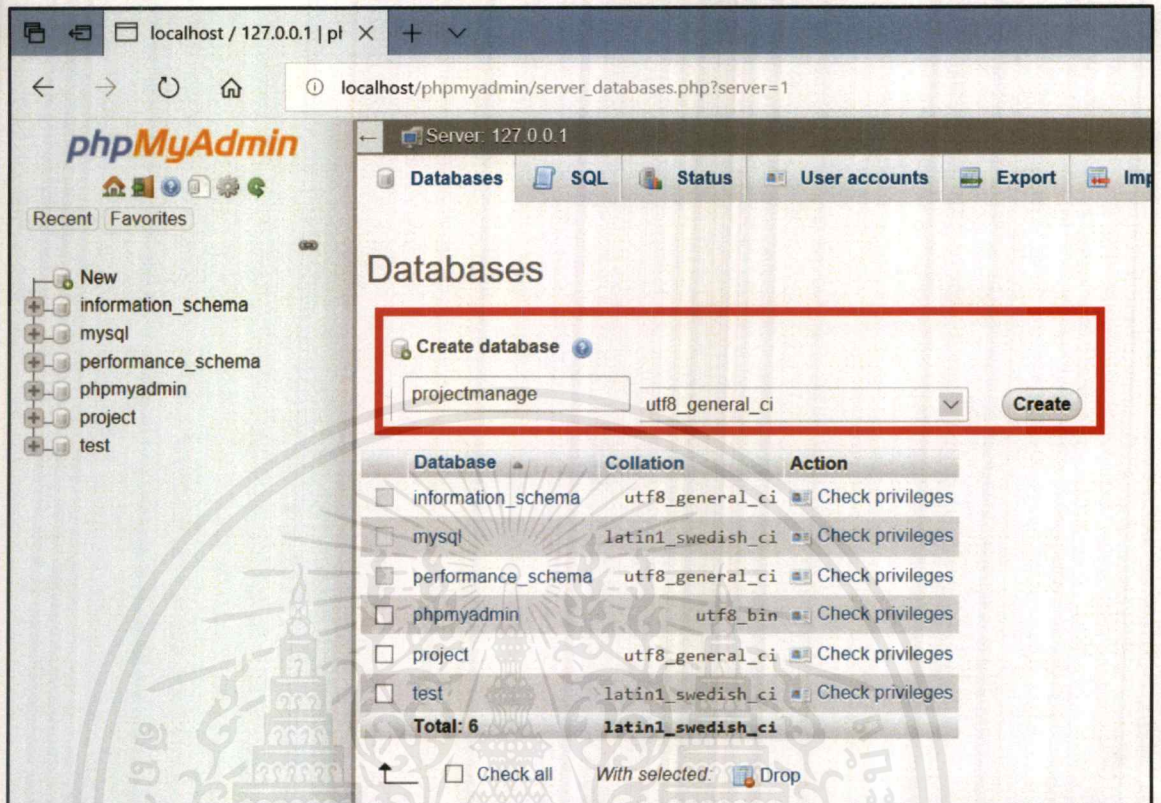 localhost / 127.0.0.1 | pl
localhost/phpmyadmin/server_databases.php?server=1
phpMyAdmin
Recent Favorites
New
information_schema
mysql
performance_schema
phpmyadmin
project
test
Server: 127.0.0.1
Databases SQL Status User accounts Export Imp
Databases
Create database
projectmanage utf8_general_ci Create
Database Collation Action
information_schema utf8_general_ci Check privileges
mysql latin1_swedish_ci Check privileges
performance_schema utf8_general_ci Check privileges
phpmyadmin utf8_bin Check privileges
project utf8_general_ci Check privileges
test latin1_swedish_ci Check privileges
Total: 6 latin1_swedish_ci
Check all With selected: Drop